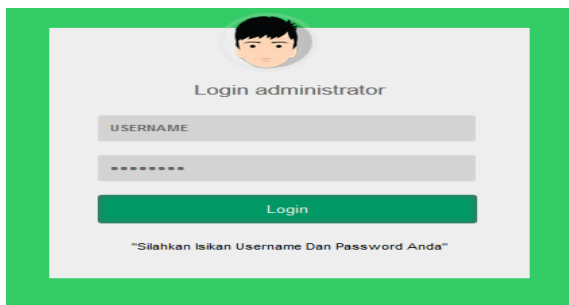 Login administrator
USERNAME
••••••••
Login
"Silahkan Isikan Username Dan Password Anda"